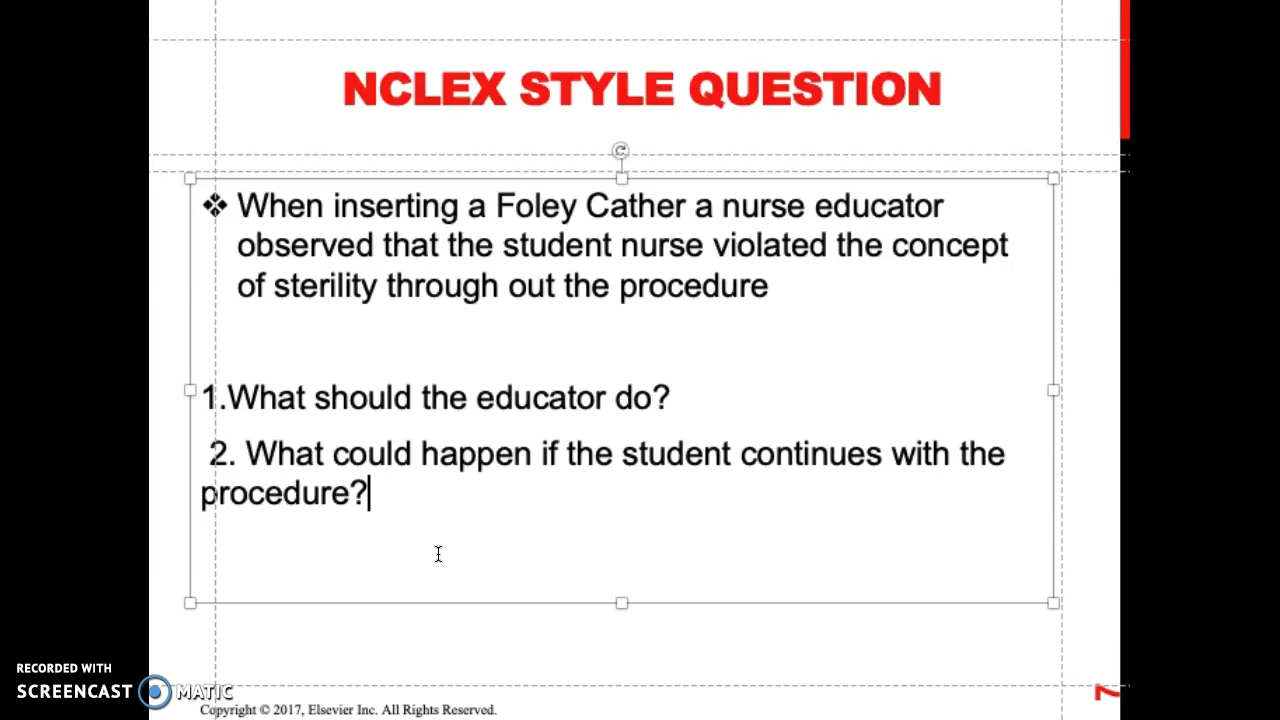 NCLEX STYLE QUESTION
❖ When inserting a Foley Cather a nurse educator
observed that the student nurse violated the concept
of sterility through out the procedure
1.What should the educator do?
2. What could happen if the student continues with the
procedure?
RECORDED WITH
SCREENCAST MATIC
Copyright © 2017, Elsevier Inc. All Rights Reserved.
7